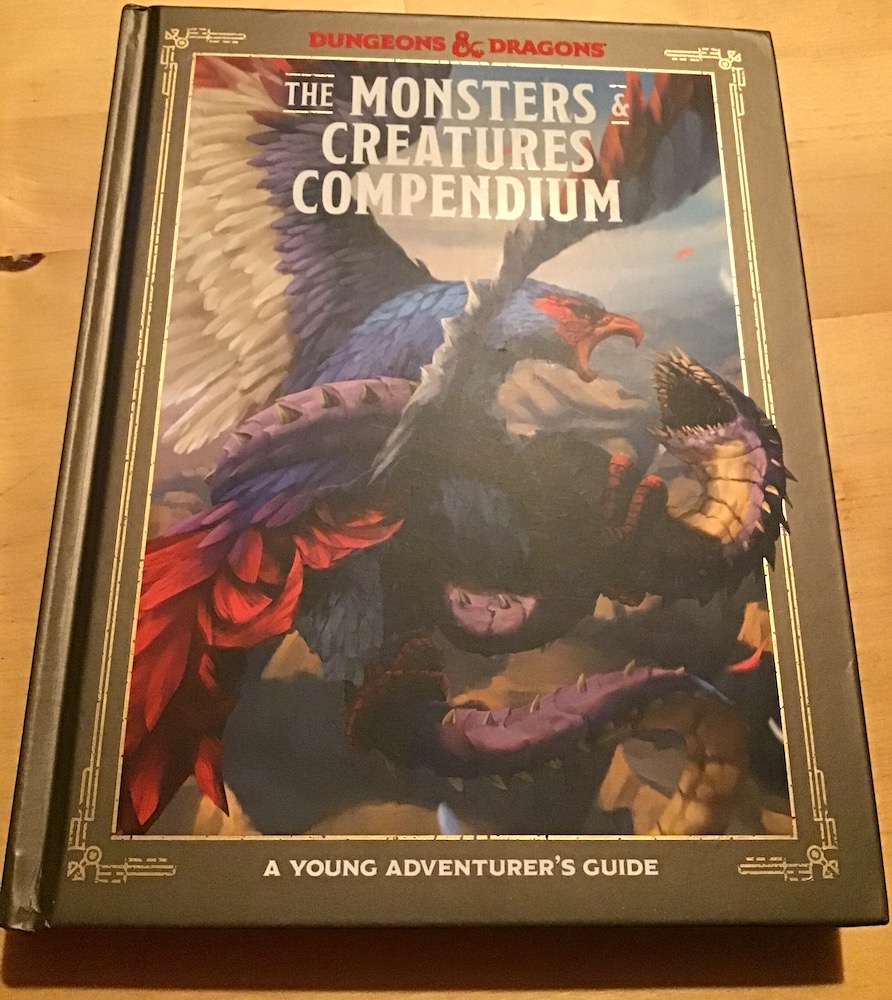 DUNGEONS & DRAGONS
THE MONSTERS &
CREATURES
COMPENDIUM
A YOUNG ADVENTURER'S GUIDE